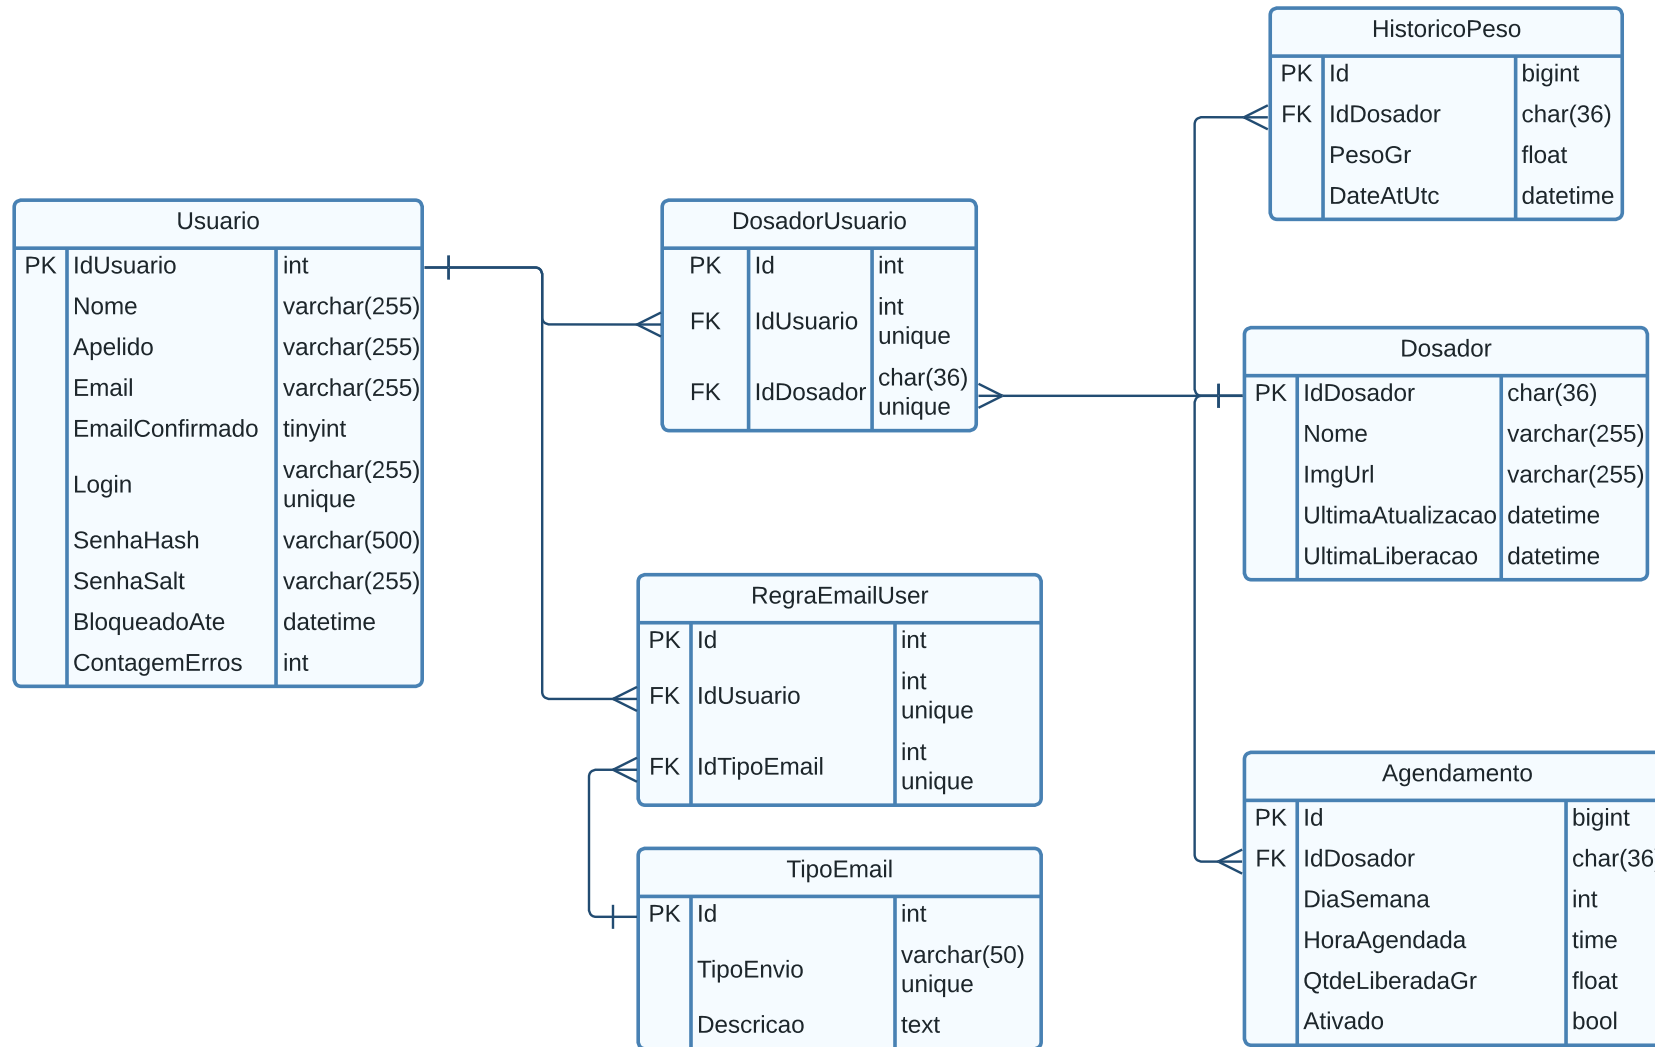 HistoricoPeso
PK Id bigint
FK IdDosador char(36)
PesoGr float
DateAtUtc datetime
Usuario
PK IdUsuario int
Nome varchar(255)
Apelido varchar(255)
Email varchar(255)
EmailConfirmado tinyint
Login varchar(255)
unique
SenhaHash varchar(500)
SenhaSalt varchar(255)
BloqueadoAte datetime
ContagemErros int
DosadorUsuario
PK Id int
FK IdUsuario int
unique
FK IdDosador char(36)
unique
Dosador
PK IdDosador char(36)
Nome varchar(255)
ImgUrl varchar(255)
UltimaAtualizacao datetime
UltimaLiberacao datetime
RegraEmailUser
PK Id int
FK IdUsuario int
unique
FK IdTipoEmail int
unique
TipoEmail
PK Id int
TipoEnvio varchar(50)
unique
Descricao text
Agendamento
PK Id bigint
FK IdDosador char(36)
DiaSemana int
HoraAgendada time
QtdeLiberadaGr float
Ativado bool